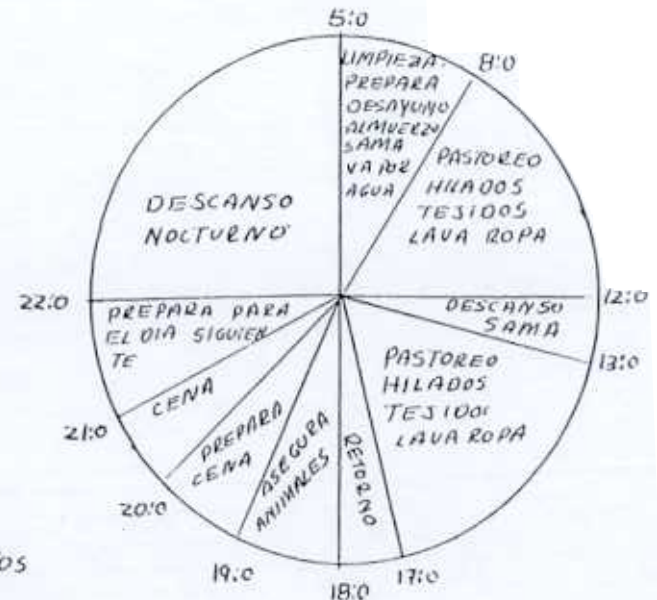 5:0
LIMPIEZA.
PREPARA
DESAYUNO
ALMUERZO
SAMA
VA POR
AGUA
8:0
PASTOREO
HILADOS
TEJIDOS
LAVA ROPA
12:0
DESCANSO
SAMA
13:0
PASTOREO
HILADOS
TEJIDOS
LAVA ROPA
17:0
RETORNO
18:0
ASEGURA
ANIMALES
19:0
PREPARA
CENA
20:0
CENA
21:0
PREPARA PARA
EL DIA SIGUIEN
TE
22:0
DESCANSO
NOCTURNO